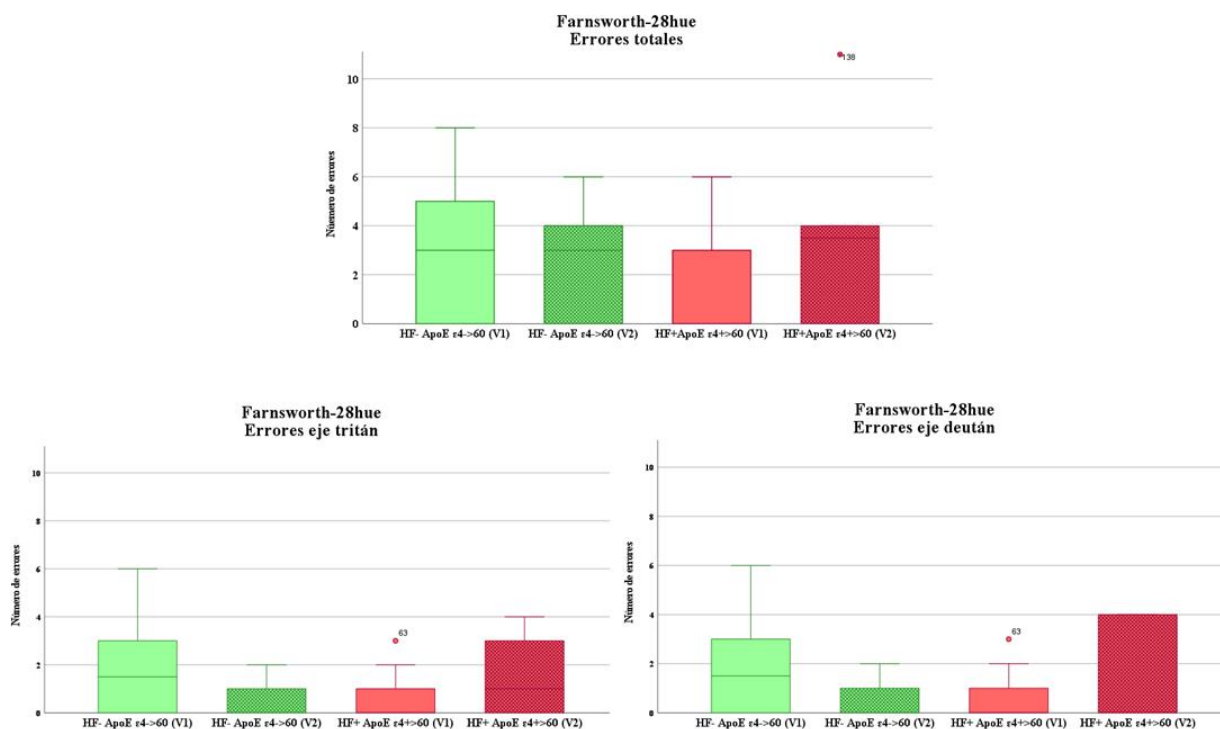 Farnsworth-28hue
Errores totales
Núemero de errores
10
8
6
4
2
0
138
HF- ApoE ε4->60 (V1)
HF- ApoE ε4->60 (V2)
HF+ApoE ε4+>60 (V1)
HF+ApoE ε4+>60 (V2)
Farnsworth-28hue
Errores eje tritán
Número de errores
10
8
6
4
2
0
63
HF- ApoE ε4->60 (V1)
HF- ApoE ε4->60 (V2)
HF+ ApoE ε4+>60 (V1)
HF+ ApoE ε4+>60 (V2)
Farnsworth-28hue
Errores eje deután
Número de errores
10
8
6
4
2
0
63
HF- ApoE ε4->60 (V1)
HF- ApoE ε4->60 (V2)
HF+ ApoE ε4+>60 (V1)
HF+ ApoE ε4+>60 (V2)